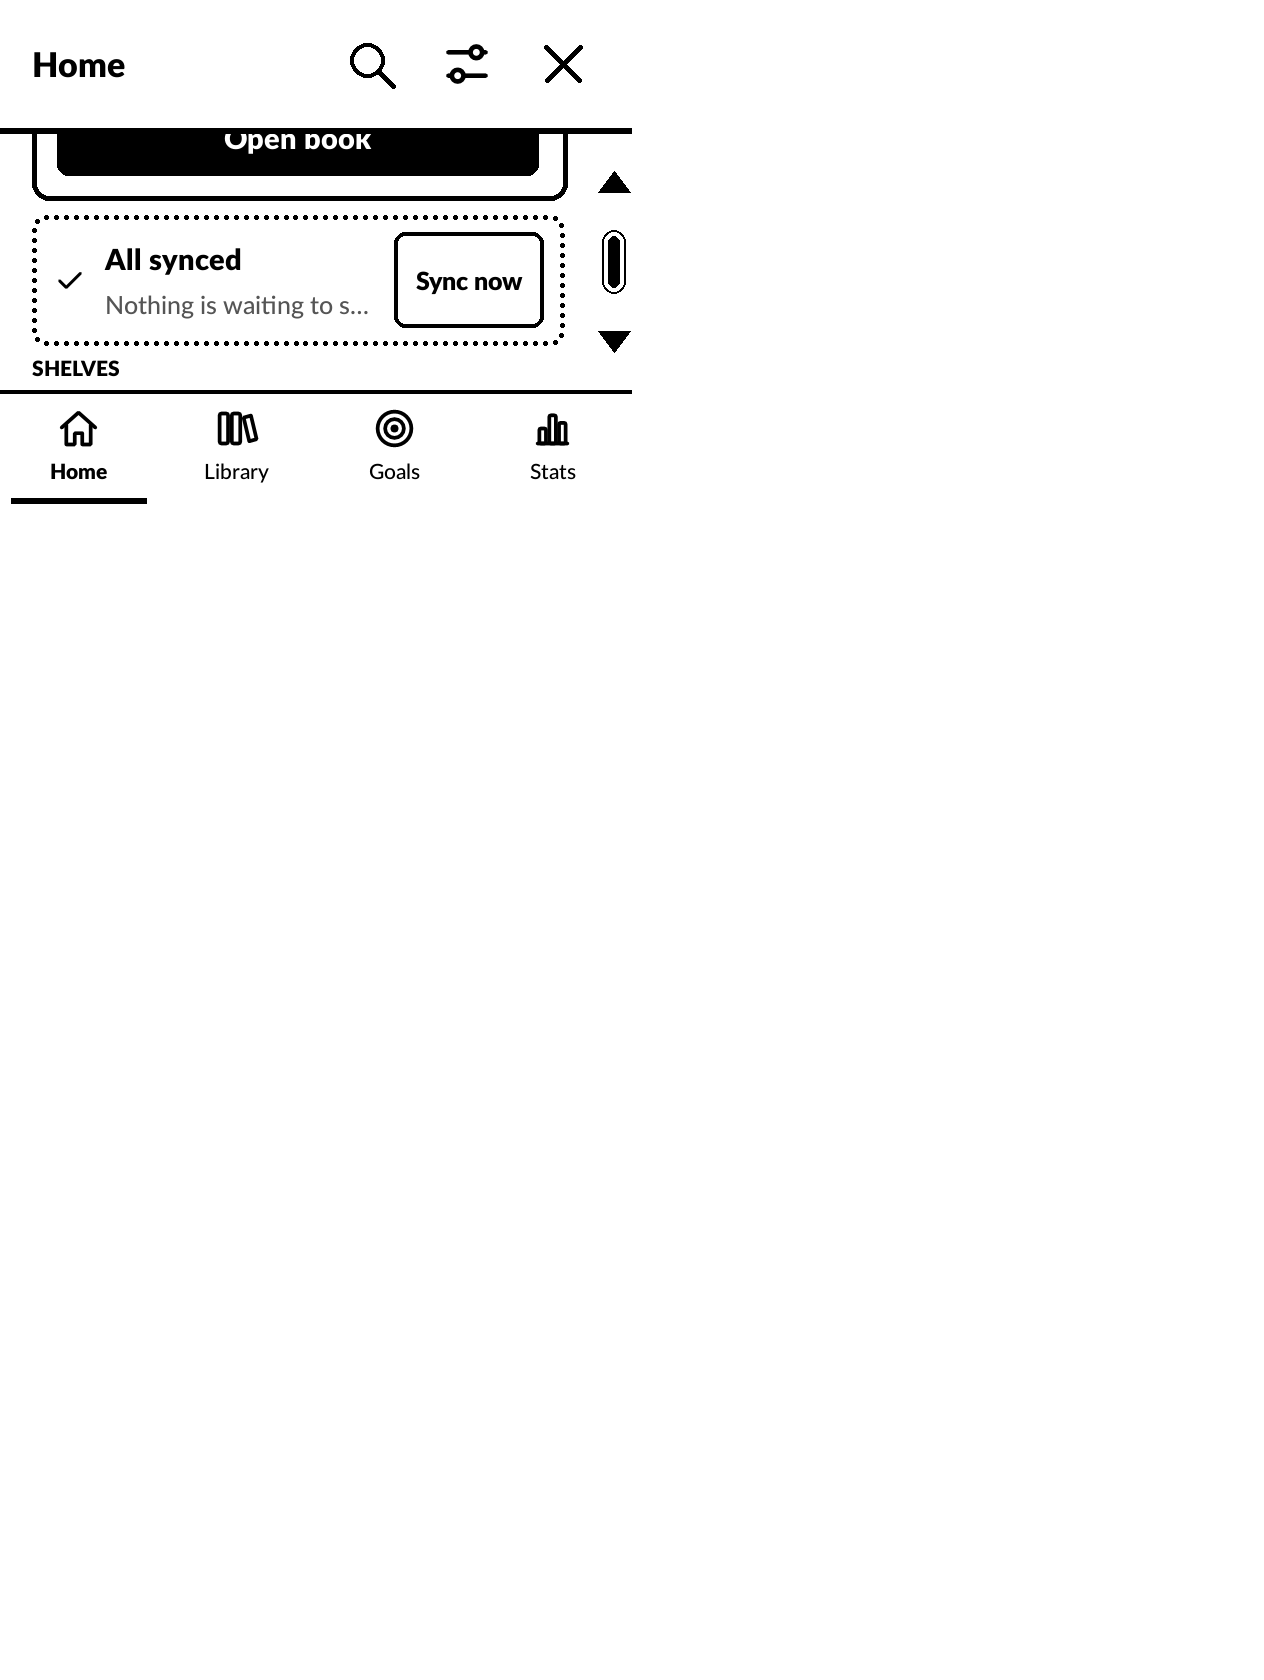 Home
Open book
All synced
Sync now
Nothing is waiting to s...
SHELVES
Home
Library
Goals
Stats